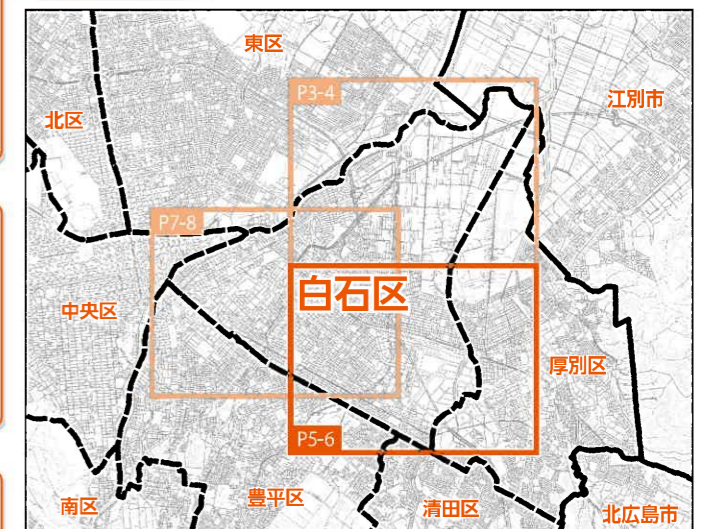 東区
P3-4
江別市
北区
P7-8
白石区
中央区
厚別区
P5-6
南区
豊平区
清田区
北広島市